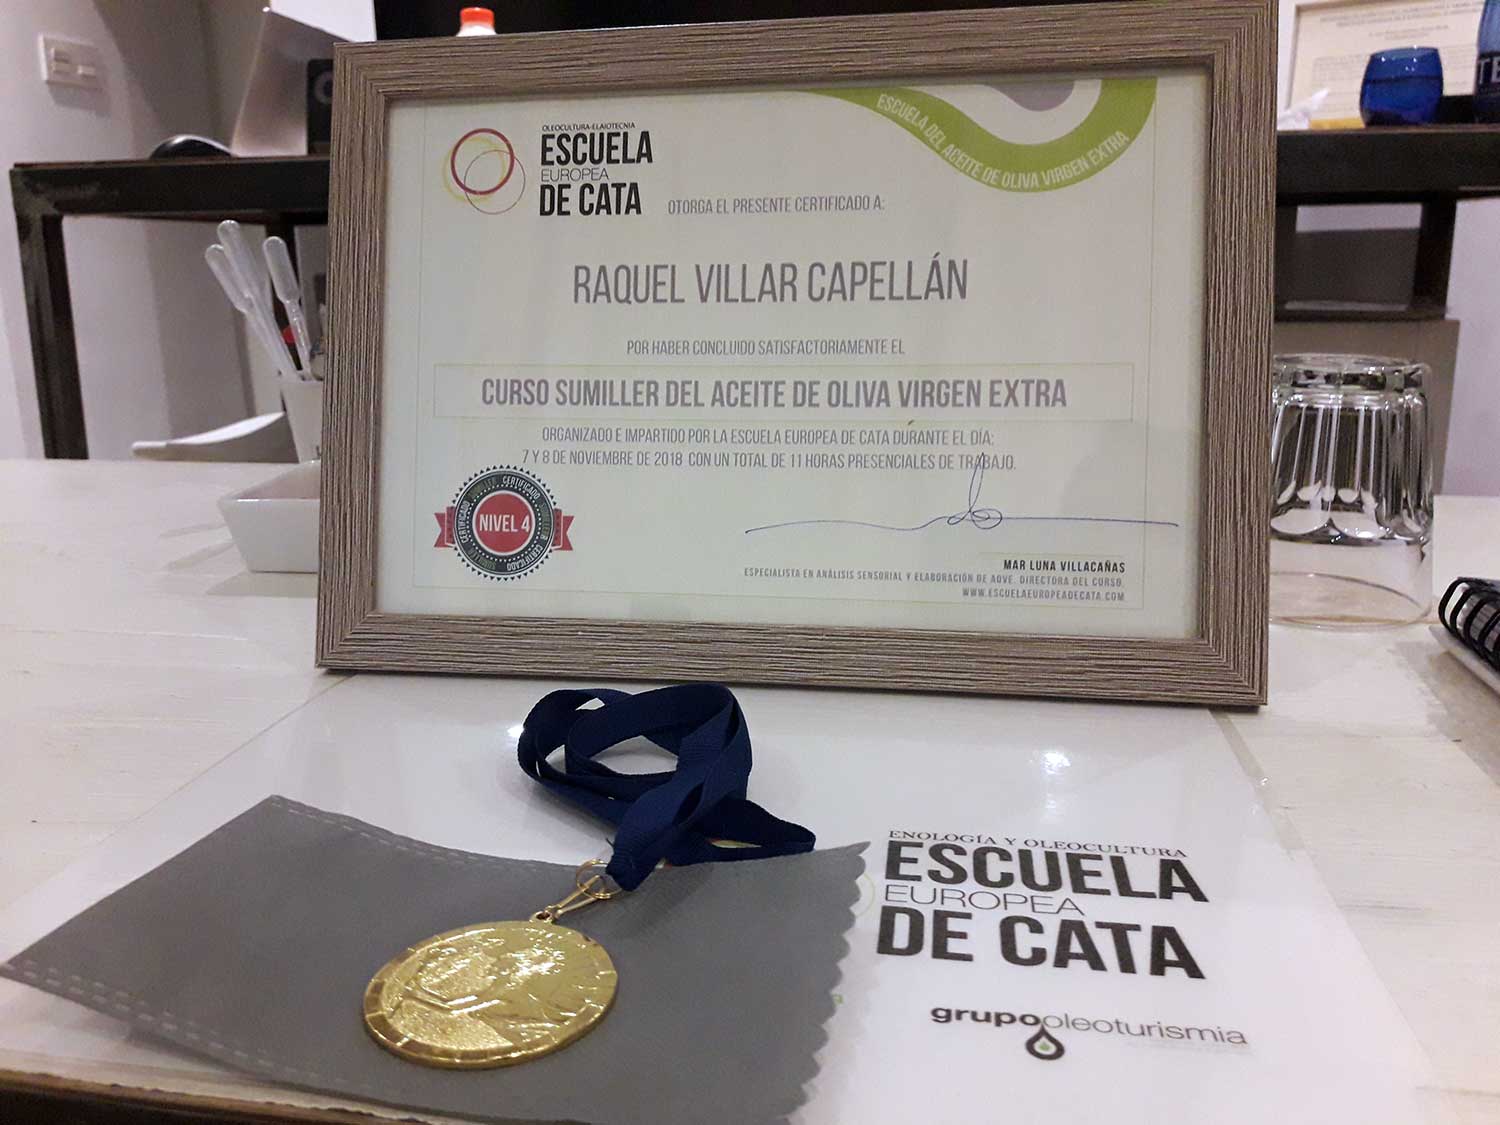 OLEOCULTURA-ELAIOTECNIA
ESCUELA
EUROPEA
DE CATA
ESCUELA DEL ACEITE DE OLIVA VIRGEN EXTRA
OTORGA EL PRESENTE CERTIFICADO A:
RAQUEL VILLAR CAPELLÁN
POR HABER CONCLUIDO SATISFACTORIAMENTE EL
CURSO SUMILLER DEL ACEITE DE OLIVA VIRGEN EXTRA
ORGANIZADO E IMPARTIDO POR LA ESCUELA EUROPEA DE CATA DURANTE EL DÍA:
7 Y 8 DE NOVIEMBRE DE 2018 CON UN TOTAL DE 11 HORAS PRESENCIALES DE TRABAJO.
CERTIFICADO
CERTIFICADO
CERTIFICADO
NIVEL 4
MAR LUNA VILLACAÑAS
ESPECIALISTA EN ANÁLISIS SENSORIAL Y ELABORACIÓN DE AOVE. DIRECTORA DEL CURSO.
WWW.ESCUELAEUROPEADECATA.COM
ENOLOGÍA Y OLEOCULTURA
ESCUELA
EUROPEA
DE CATA
grupooleoturismia